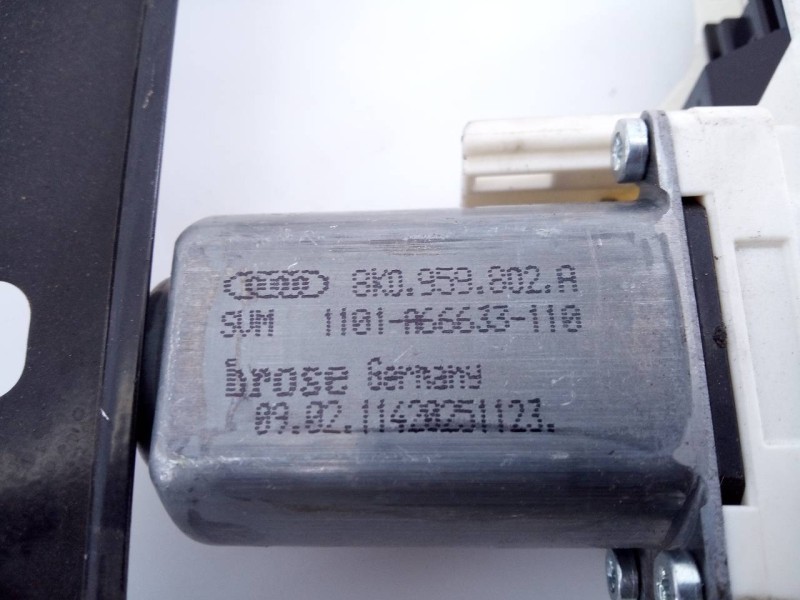 8K0.959.802.A
SVM 1101-A66633-110
brose Germany
09.02.11420251123.